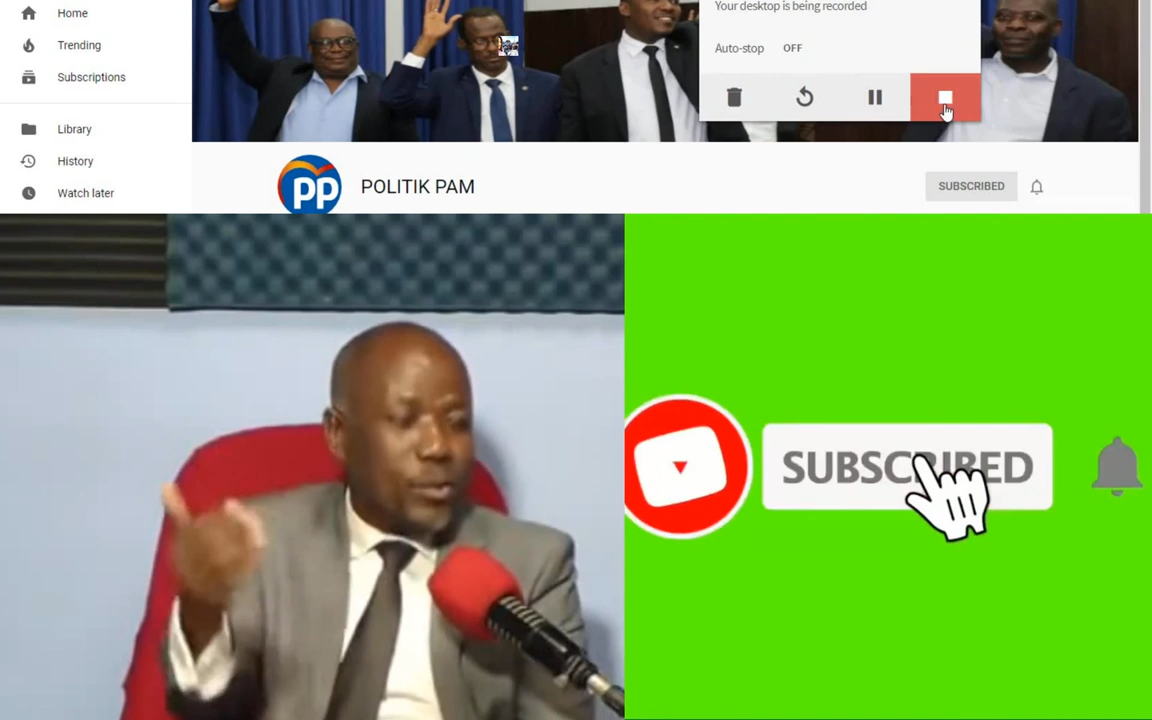 Home
Trending
Subscriptions
Library
History
Watch later
Your desktop is being recorded
Auto-stop OFF
pp
POLITIK PAM
SUBSCRIBED
SUBSCRIBED